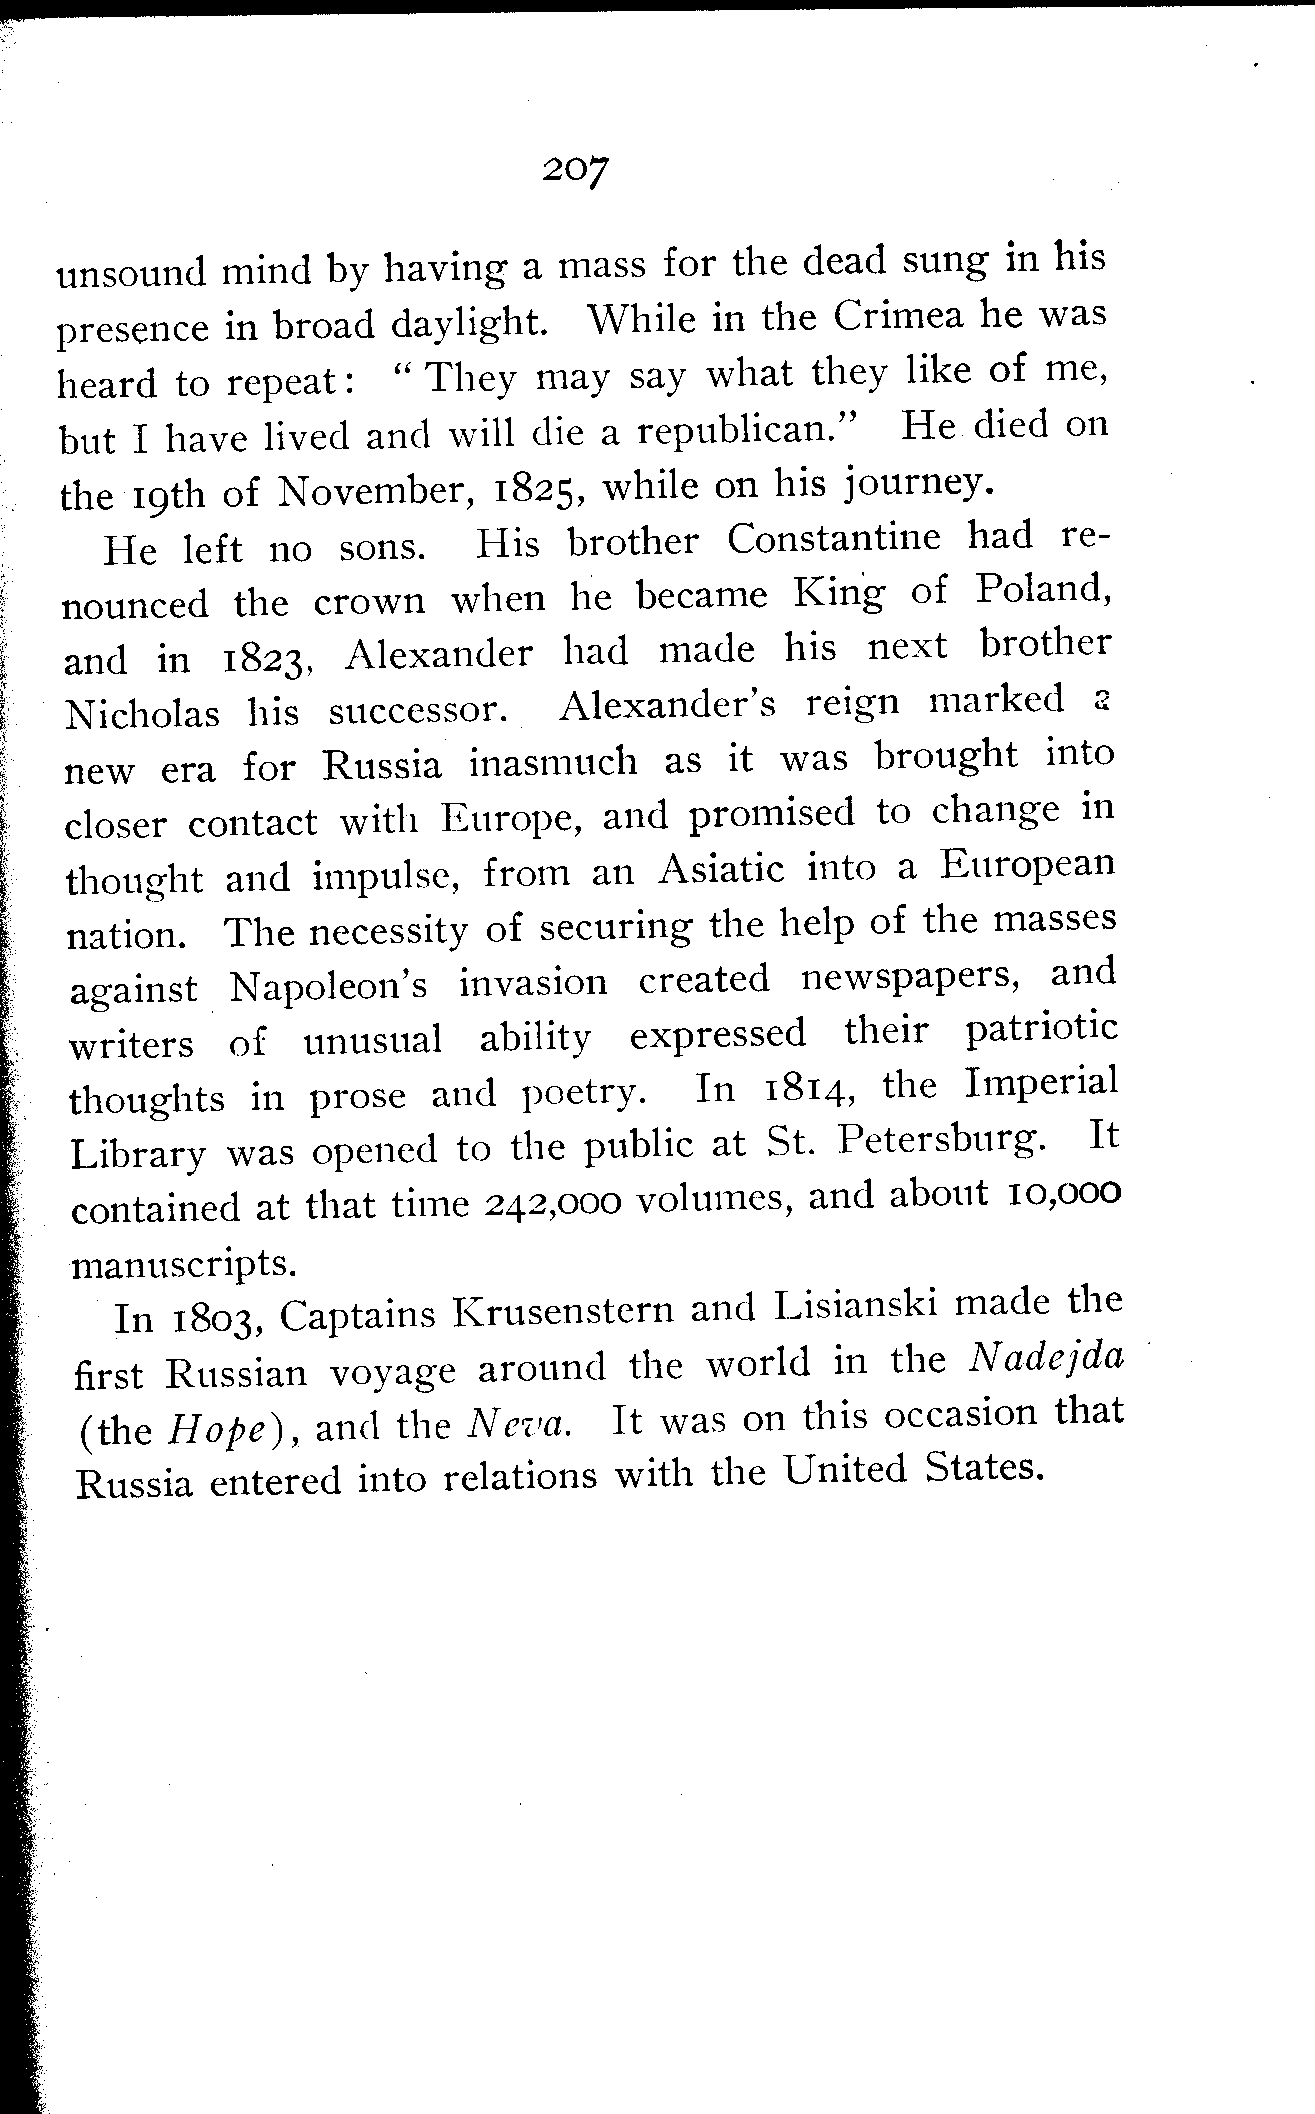 207
unsound mind by having a mass for the dead sung in his
presence in broad daylight. While in the Crimea he was
heard to repeat: “ They may say what they like of me,
but I have lived and will die a republican.” He died on
the 19th of November, 1825, while on his journey.
He left no sons. His brother Constantine had re-
nounced the crown when he became King of Poland,
and in 1823, Alexander had made his next brother
Nicholas his successor. Alexander's reign marked a
new era for Russia inasmuch as it was brought into
closer contact with Europe, and promised to change in
thought and impulse, from an Asiatic into a European
nation. The necessity of securing the help of the masses
against Napoleon's invasion created newspapers, and
writers of unusual ability expressed their patriotic
thoughts in prose and poetry. In 1814, the Imperial
Library was opened to the public at St. Petersburg. It
contained at that time 242,000 volumes, and about 10,000
manuscripts.
In 1803, Captains Krusenstern and Lisianski made the
first Russian voyage around the world in the Nadejda
(the Hope), and the Neva. It was on this occasion that
Russia entered into relations with the United States.